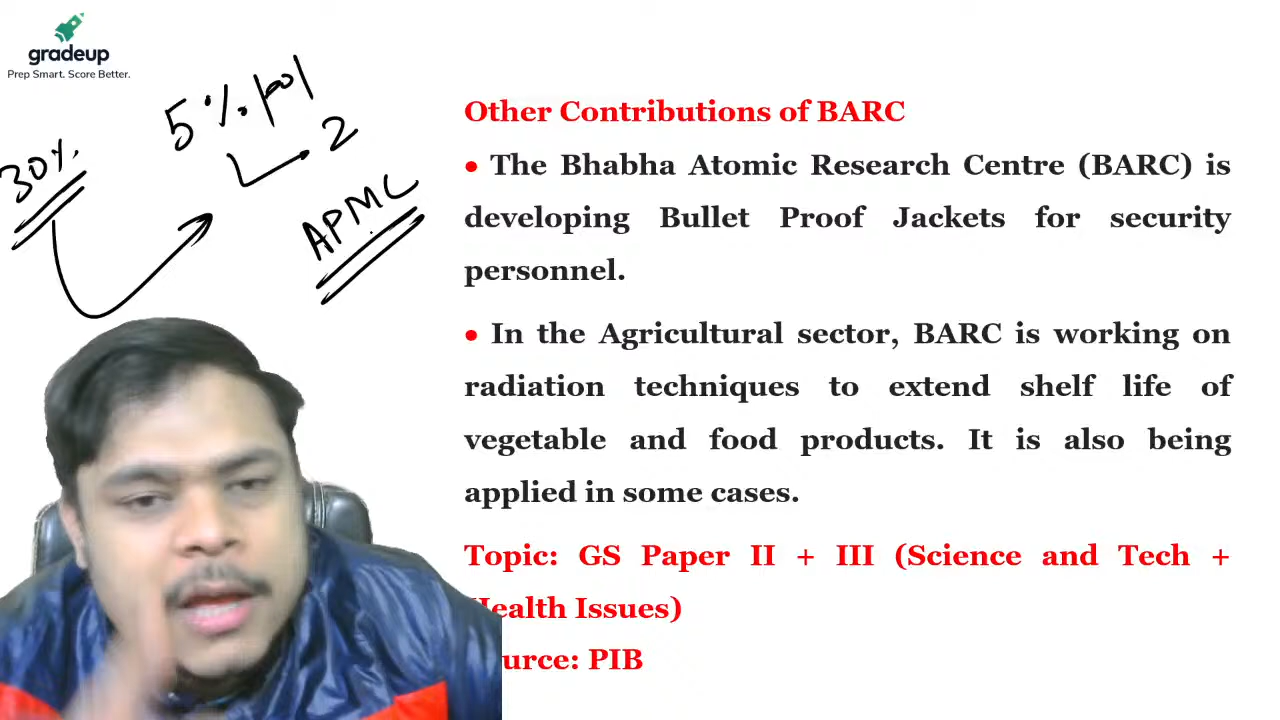 gradeup
Prep Smart. Score Better.
30%.
5%
2
APMC
Other Contributions of BARC
• The Bhabha Atomic Research Centre (BARC) is
developing Bullet Proof Jackets for security
personnel.
• In the Agricultural sector, BARC is working on
radiation techniques to extend shelf life of
vegetable and food products. It is also being
applied in some cases.
Topic: GS Paper II + III (Science and Tech +
Health Issues)
urce: PIB